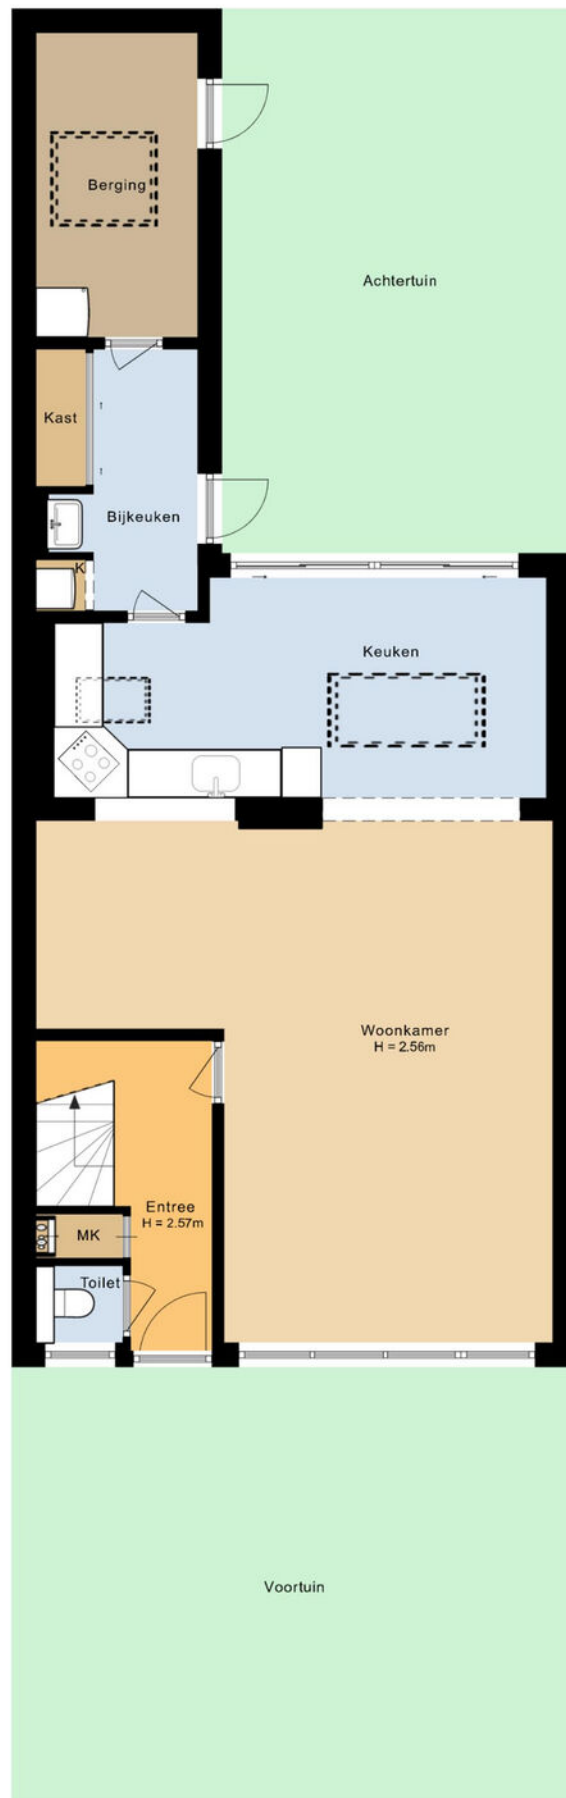 Berging
Achtertuin
Kast
Bijkeuken
K
Keuken
Woonkamer
H = 2.56m
Entree
H = 2.57m
MK
Toilet
Voortuin